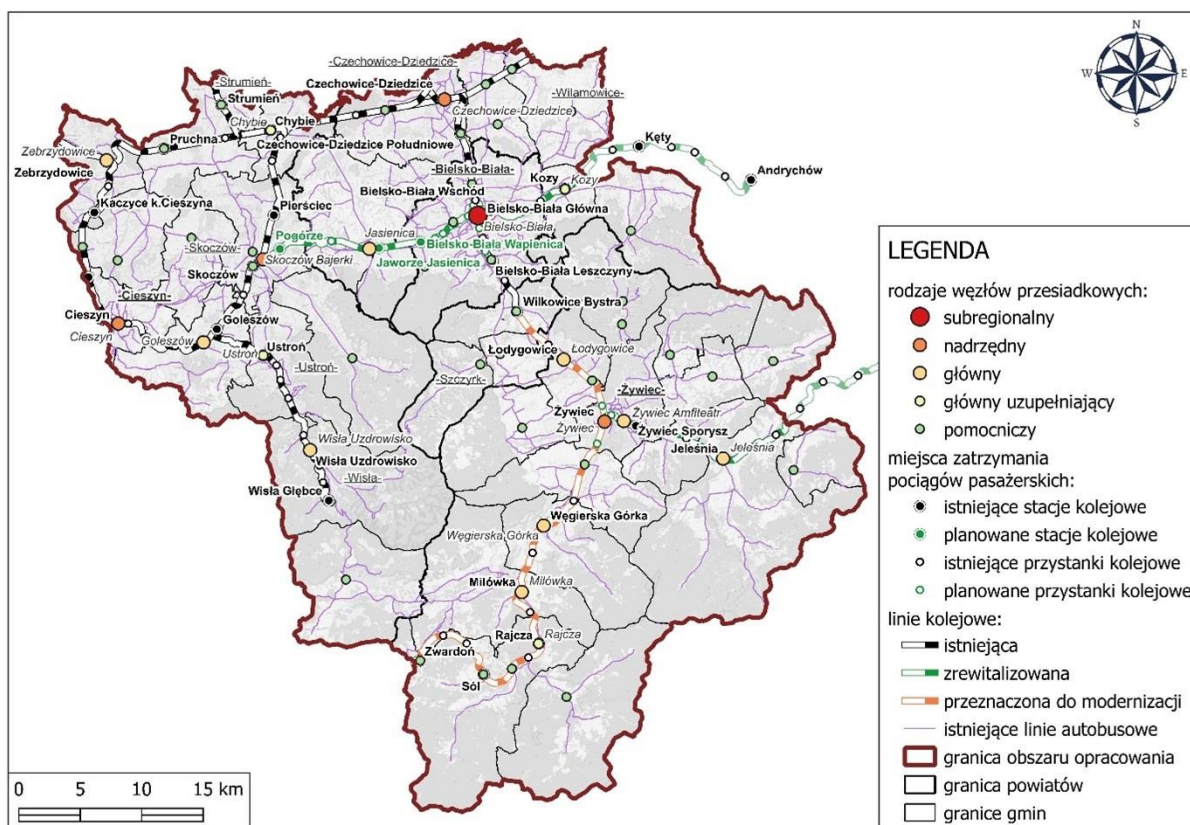 N
W
E
S
-Czechowice-Dziedzice-
Czechowice-Dziedzice
-Strumień-
Strumień
-Wilamowice-
Chybie
Chybie
Czechowice-Dziedzice
Pruchna
Czechowice-Dziedzice Południowe
Kęty
Zebrzydowice
Zebrzydowice
-Bielsko-Biała-
Kozy
Kozy
Andrychów
Bielsko-Biała Wschód
Kaczyce k.Cieszyna
Pierściec
Bielsko-Biała Główna
Bielsko-Biała
Pogórze
Jasienica
-Skoczów-
Bielsko-Biała Wapienica
Skoczów Bajerki
Jaworze Jasienica
Skoczów
Bielsko-Biała Leszczyny
-Cieszyn-
Wilkowice Bystra
Cieszyn
Cieszyn
Goleszów
Goleszów
Ustroń
Ustroń
-Ustroń-
Łodygowice
Łodygowice
-Szczyrk-
-Żywiec-
Żywiec
Żywiec Amfiteatr
Żywiec
Żywiec Sporysz
Wisła Uzdrowisko
Wisła Uzdrowisko
Jeleśnia
Jeleśnia
-Wisła-
Wisła Głębce
Węgierska Górka
Węgierska Górka
Milówka
Milówka
Rajcza
Rajcza
Zwardoń
Sól
0 5 10 15 km
LEGENDA
rodzaje węzłów przesiadkowych:
subregionalny
nadrzędny
główny
główny uzupełniający
pomocniczy
miejsca zatrzymania
pociągów pasażerskich:
istniejące stacje kolejowe
planowane stacje kolejowe
istniejące przystanki kolejowe
planowane przystanki kolejowe
linie kolejowe:
istniejąca
zrewitalizowana
przeznaczona do modernizacji
istniejące linie autobusowe
granica obszaru opracowania
granica powiatów
granice gmin